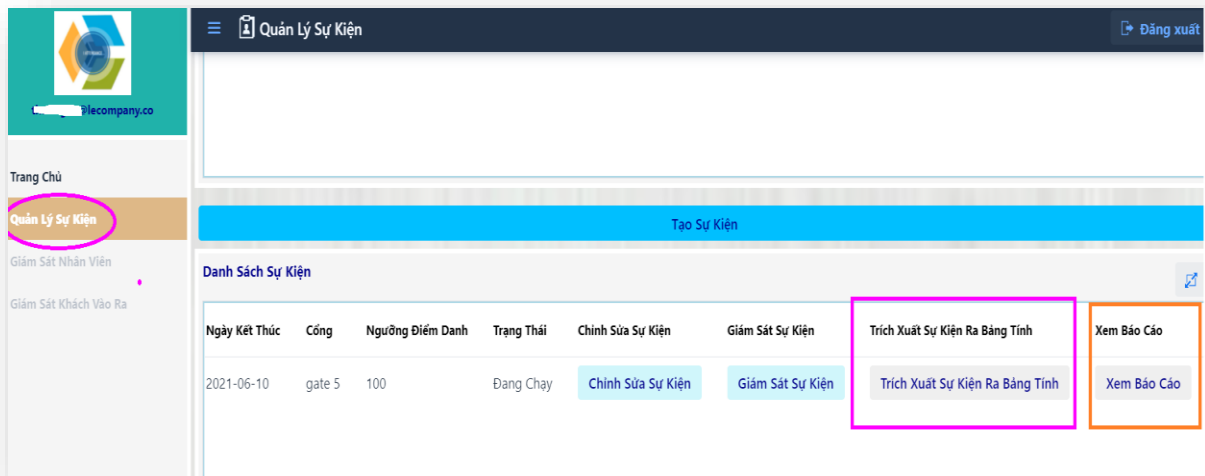 Quản Lý Sự Kiện
Đăng xuất
@lecompany.co
Trang Chủ
Quản Lý Sự Kiện
Giám Sát Nhân Viên
Giám Sát Khách Vào Ra
Tạo Sự Kiện
Danh Sách Sự Kiện
Ngày Kết Thúc Cổng Ngưỡng Điểm Danh Trạng Thái Chỉnh Sửa Sự Kiện Giám Sát Sự Kiện Trích Xuất Sự Kiện Ra Bảng Tính Xem Báo Cáo
2021-06-10 gate 5 100 Đang Chạy Chỉnh Sửa Sự Kiện Giám Sát Sự Kiện Trích Xuất Sự Kiện Ra Bảng Tính Xem Báo Cáo